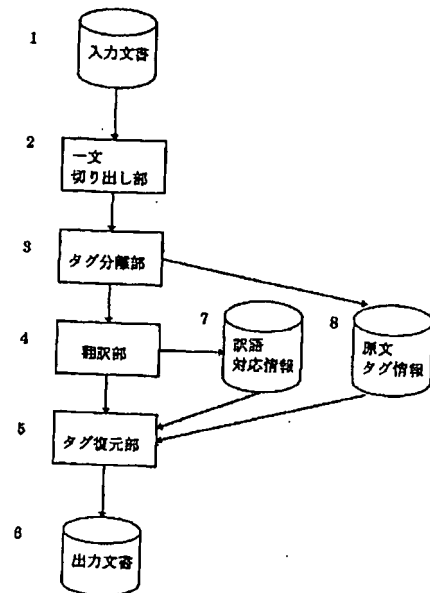 1
入力文書
2
一文
切り出し部
3
タグ分離部
4
翻訳部
7
訳語
対応情報
8
原文
タグ情報
5
タグ復元部
6
出力文書